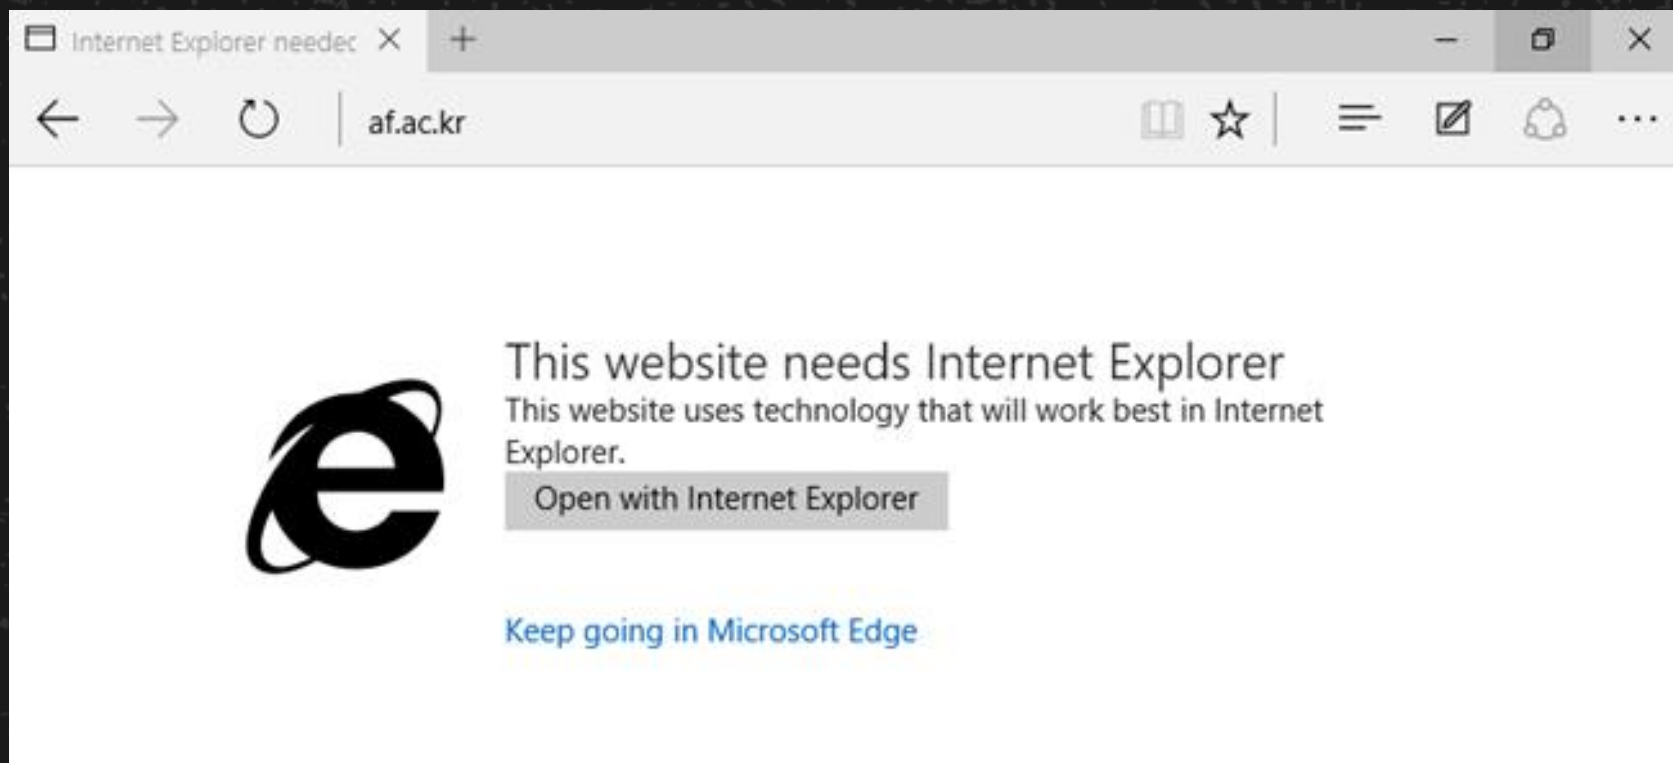 Internet Explorer needec
af.ac.kr
This website needs Internet Explorer
This website uses technology that will work best in Internet
Explorer.
Open with Internet Explorer
Keep going in Microsoft Edge